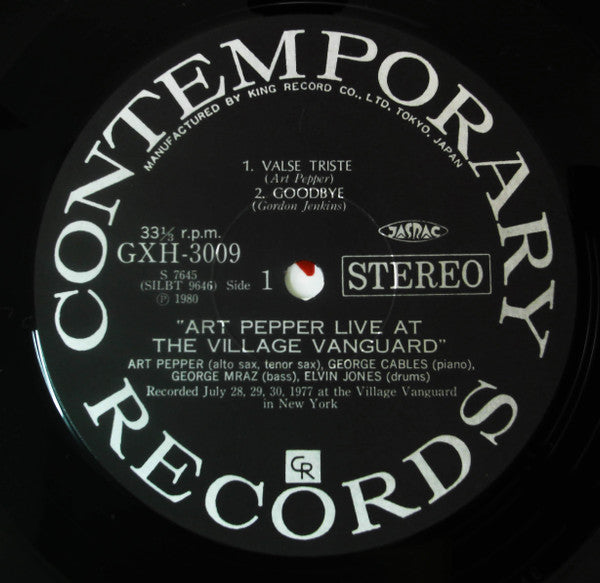 CONTEMPORARY
MANUFACTURED BY KING RECORD CO., LTD. TOKYO, JAPAN
1. VALSE TRISTE
(Art Pepper)
2. GOODBYE
(Gordon Jenkins)
33⅓ r.p.m.
GXH-3009
S 7645
(SILBT 9646) Side 1
Ⓟ 1980
JASRAC
STEREO
"ART PEPPER LIVE AT
THE VILLAGE VANGUARD"
ART PEPPER (alto sax, tenor sax), GEORGE CABLES (piano),
GEORGE MRAZ (bass), ELVIN JONES (drums)
Recorded July 28, 29, 30, 1977 at the Village Vanguard
in New York
CR
RECORDS